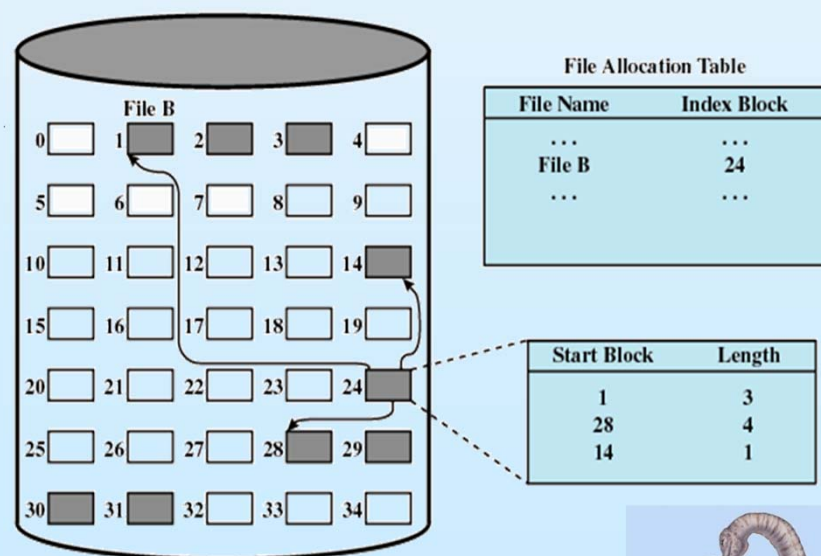 File B
0 1 2 3 4
5 6 7 8 9
10 11 12 13 14
15 16 17 18 19
20 21 22 23 24
25 26 27 28 29
30 31 32 33 34
File Allocation Table
File Name Index Block
... ...
File B 24
... ...
Start Block Length
1 3
28 4
14 1